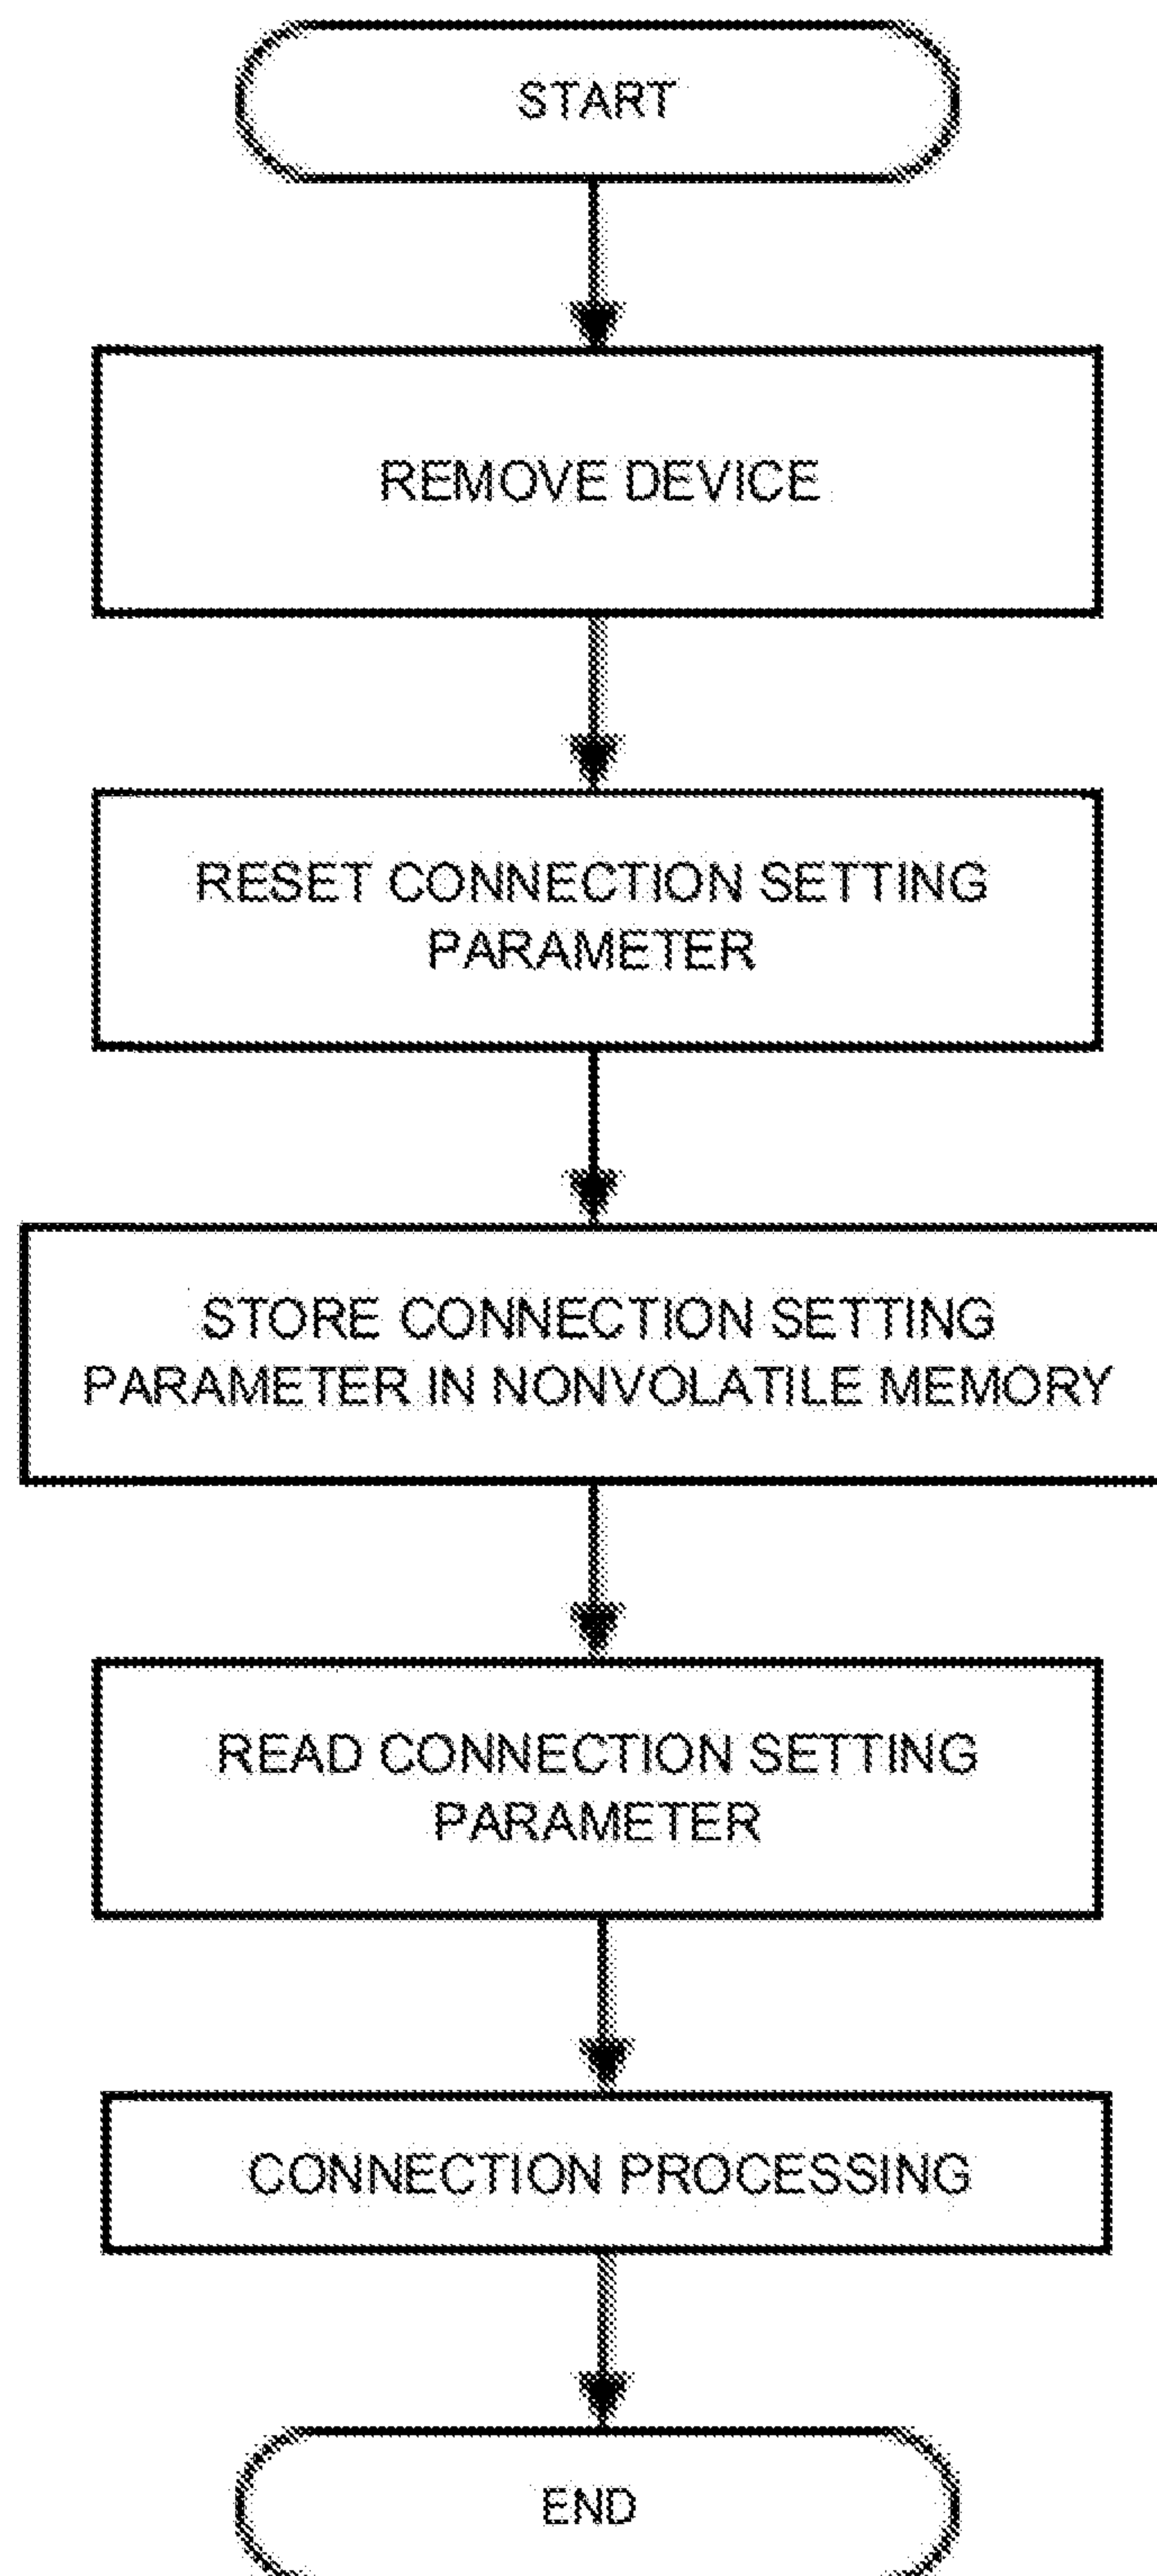 START
REMOVE DEVICE
RESET CONNECTION SETTING
PARAMETER
STORE CONNECTION SETTING
PARAMETER IN NONVOLATILE MEMORY
READ CONNECTION SETTING
PARAMETER
CONNECTION PROCESSING
END